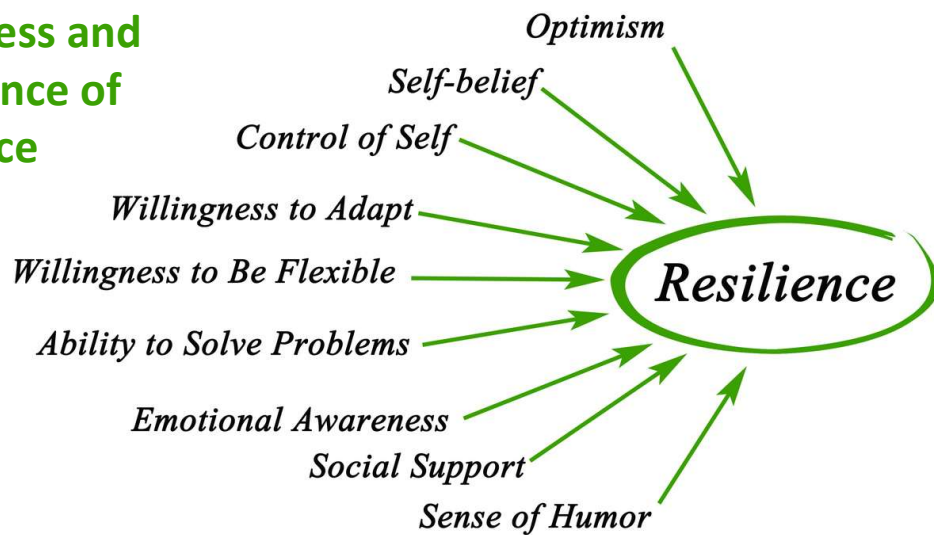 ess and
nce of
ce
Optimism
Self-belief
Control of Self
Willingness to Adapt
Willingness to Be Flexible
Ability to Solve Problems
Emotional Awareness
Social Support
Sense of Humor
Resilience